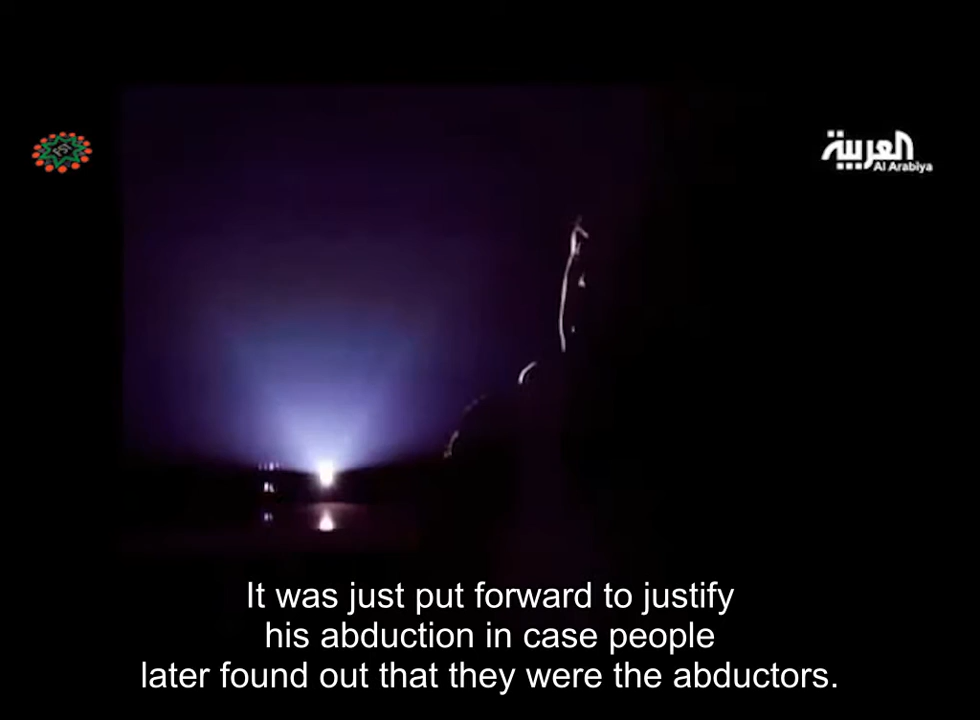 العربية
Al Arabiya
It was just put forward to justify
his abduction in case people
later found out that they were the abductors.